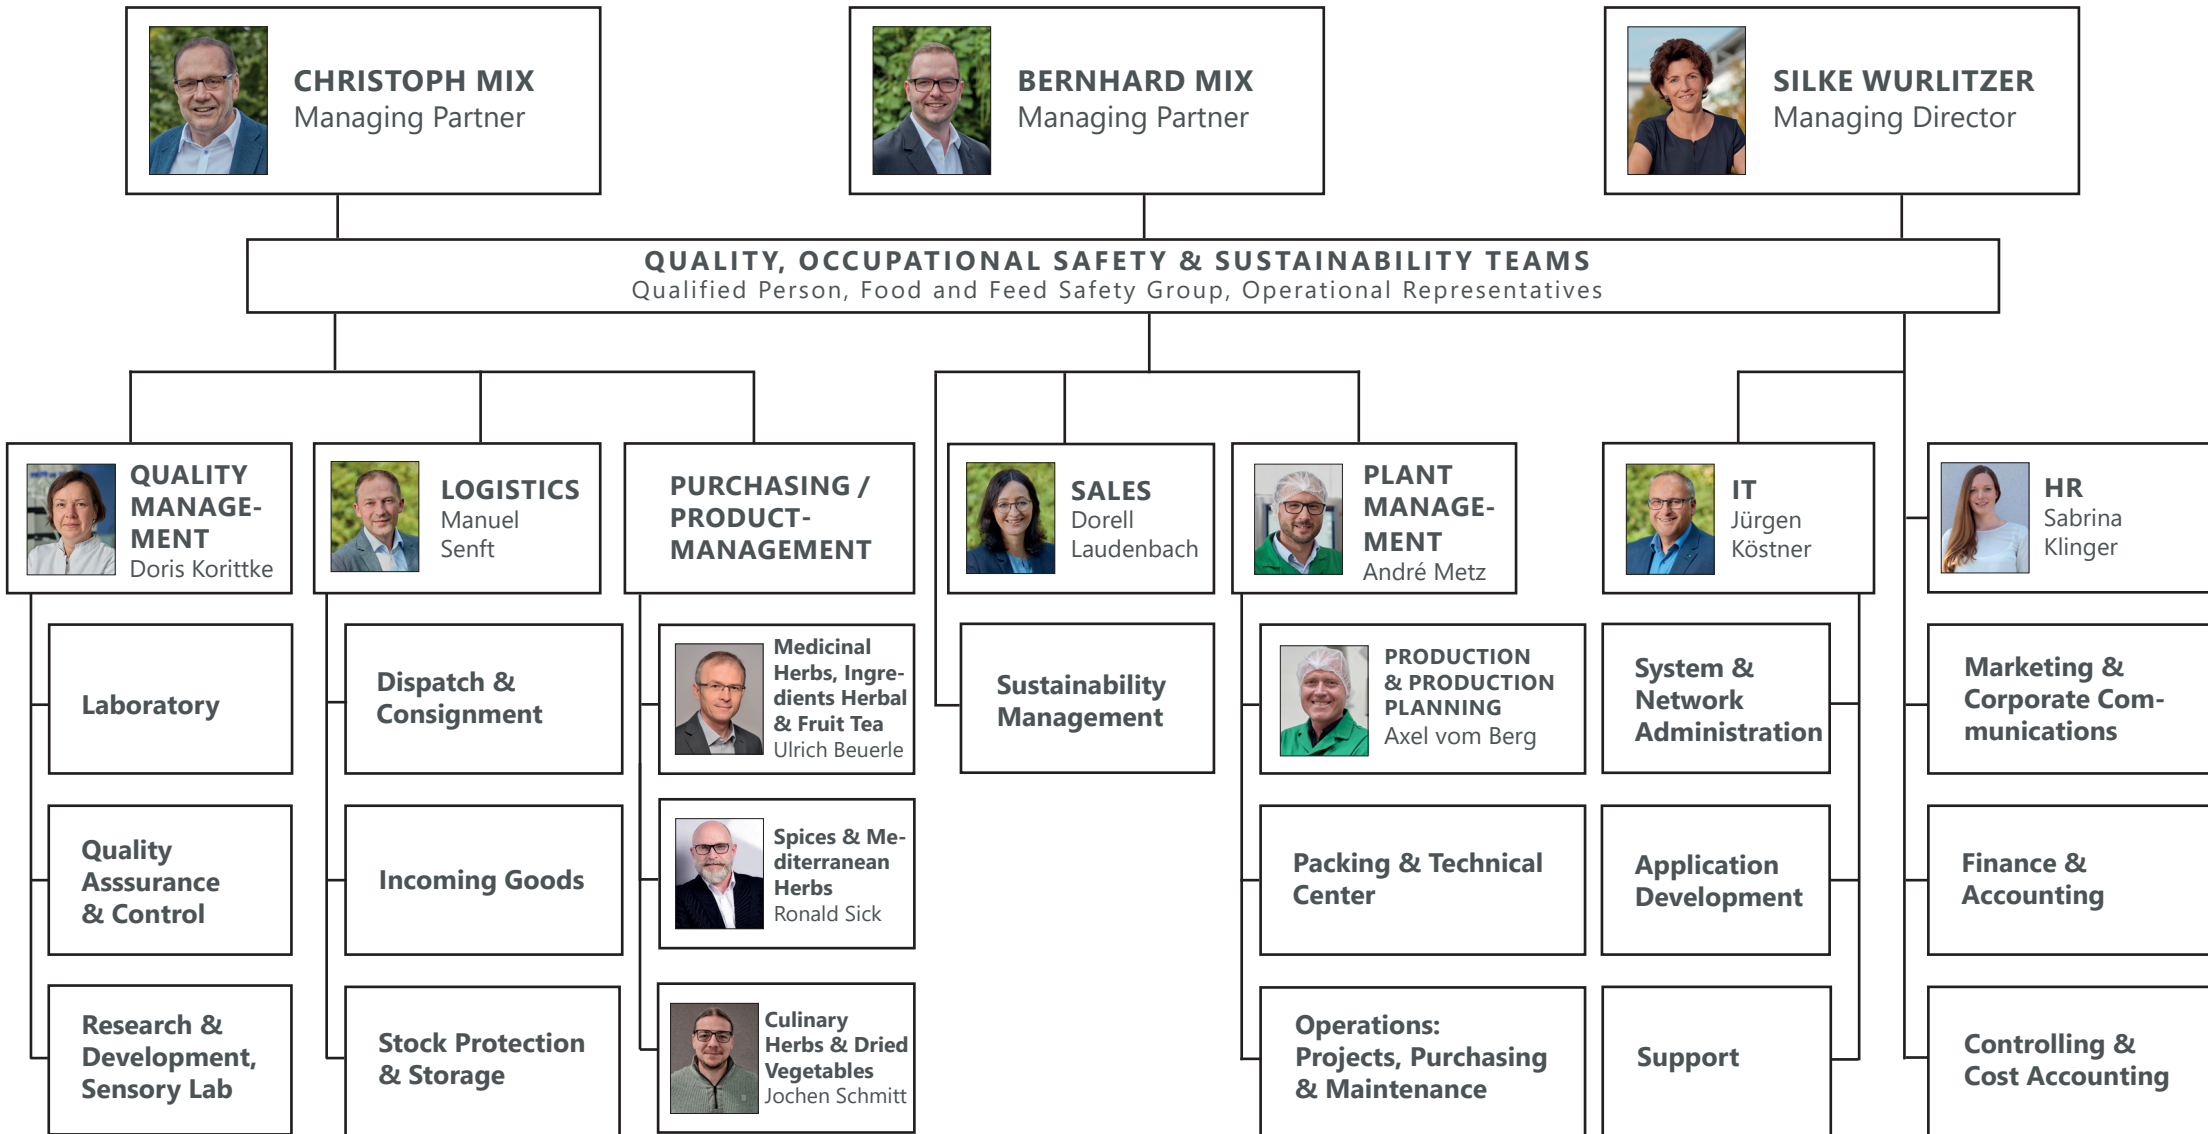 CHRISTOPH MIX
Managing Partner
BERNHARD MIX
Managing Partner
SILKE WURLITZER
Managing Director
QUALITY, OCCUPATIONAL SAFETY & SUSTAINABILITY TEAMS
Qualified Person, Food and Feed Safety Group, Operational Representatives
QUALITY
MANAGE-
MENT
Doris Korittke
LOGISTICS
Manuel
Senft
PURCHASING /
PRODUCT-
MANAGEMENT
SALES
Dorell
Laudenbach
PLANT
MANAGE-
MENT
André Metz
IT
Jürgen
Köstner
HR
Sabrina
Klinger
Laboratory
Dispatch &
Consignment
Medicinal
Herbs, Ingre-
dients Herbal
& Fruit Tea
Ulrich Beuerle
Sustainability
Management
PRODUCTION
& PRODUCTION
PLANNING
Axel vom Berg
System &
Network
Administration
Marketing &
Corporate Com-
munications
Quality
Asssurance
& Control
Incoming Goods
Spices & Me-
diterranean
Herbs
Ronald Sick
Packing & Technical
Center
Application
Development
Finance &
Accounting
Research &
Development,
Sensory Lab
Stock Protection
& Storage
Culinary
Herbs & Dried
Vegetables
Jochen Schmitt
Operations:
Projects, Purchasing
& Maintenance
Support
Controlling &
Cost Accounting